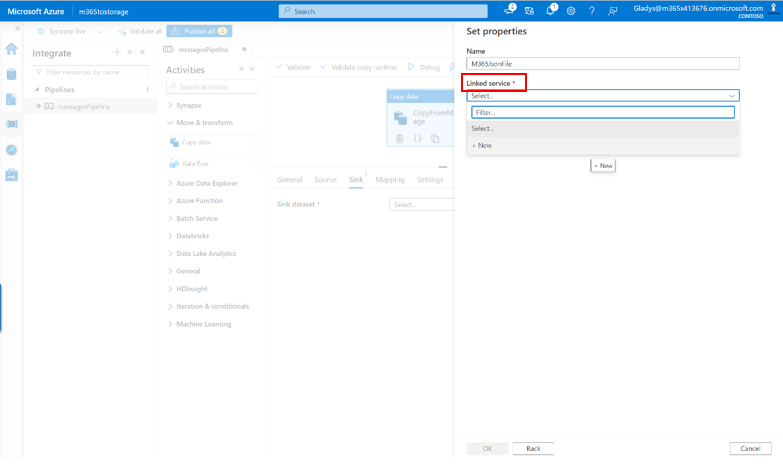 Microsoft Azure
m365tostorage
Search
2
1
Gladys@m365x413676.onmicrosoft.com
CONTOSO
Synapse live
Validate all
Publish all
2
Integrate
Filter resources by name
Pipelines
1
messagesPipeline
messagesPipeline
Activities
Search activities
Synapse
Move & transform
Copy data
Data flow
Azure Data Explorer
Azure Function
Batch Service
Databricks
Data Lake Analytics
General
HDInsight
Iteration & conditionals
Machine Learning
Validate
Validate copy runtime
Debug
Copy data
CopyFromM
age
General
Source
Sink
1
Mapping
Settings
Sink dataset *
Select...
Set properties
Name
M365JsonFile
Linked service *
Select...
Filter...
Select...
+ New
+ New
OK
Back
Cancel